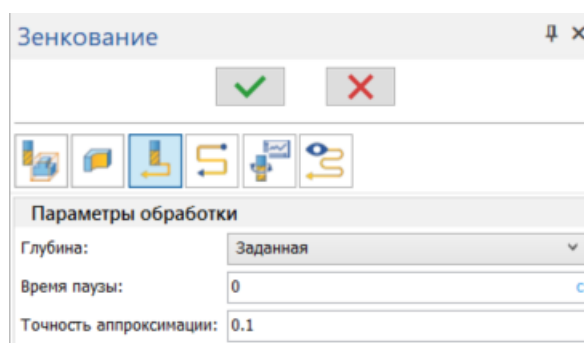 Зенкование
Параметры обработки
Глубина: Заданная
Время паузы: 0 с
Точность аппроксимации: 0.1